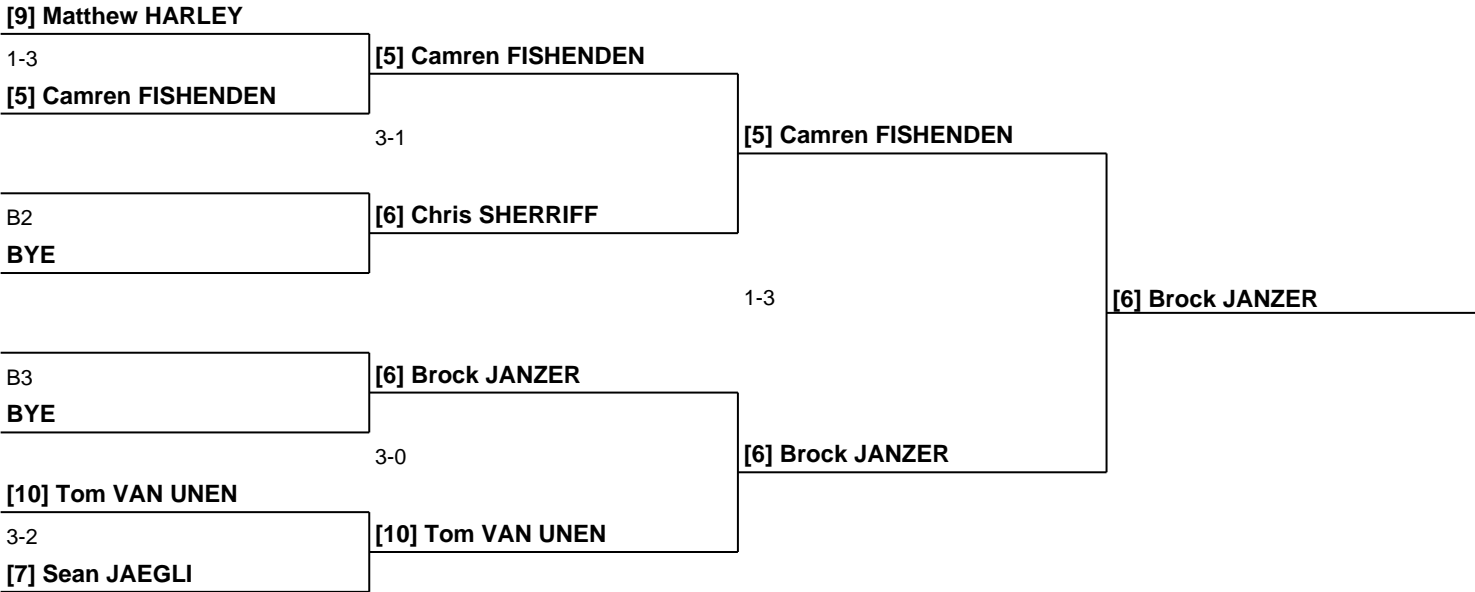 [9] Matthew HARLEY
1-3
[5] Camren FISHENDEN
[5] Camren FISHENDEN
3-1
[5] Camren FISHENDEN
B2
BYE
[6] Chris SHERRIFF
1-3
[6] Brock JANZER
B3
BYE
[6] Brock JANZER
3-0
[6] Brock JANZER
[10] Tom VAN UNEN
3-2
[7] Sean JAEGLI
[10] Tom VAN UNEN